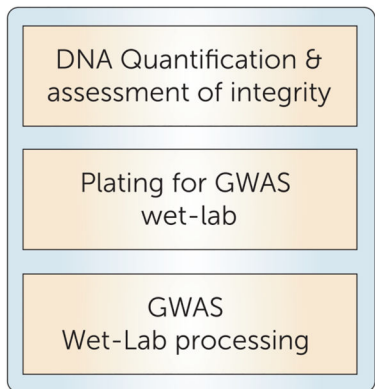 DNA Quantification &
assessment of integrity
Plating for GWAS
wet-lab
GWAS
Wet-Lab processing